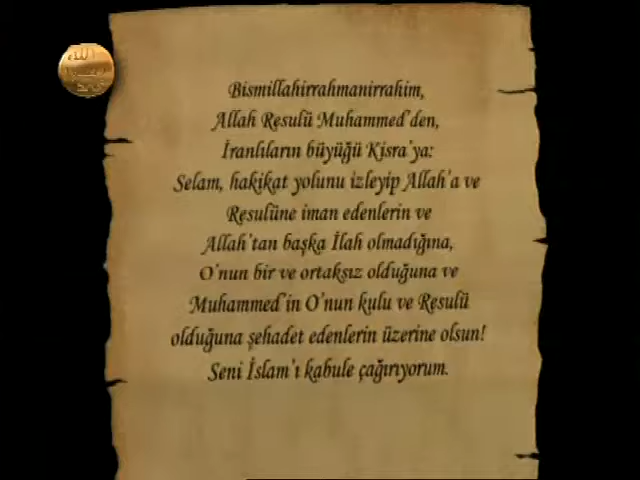 Bismillahirrahmanirrahim,
Allah Resulü Muhammed'den,
İranlıların büyüğü Kisra'ya:
Selam, hakikat yolunu izleyip Allah'a ve
Resulüne iman edenlerin ve
Allah'tan başka İlah olmadığına,
O'nun bir ve ortaksız olduğuna ve
Muhammed'in O'nun kulu ve Resulü
olduğuna şehadet edenlerin üzerine olsun!
Seni İslam'ı kabule çağırıyorum.